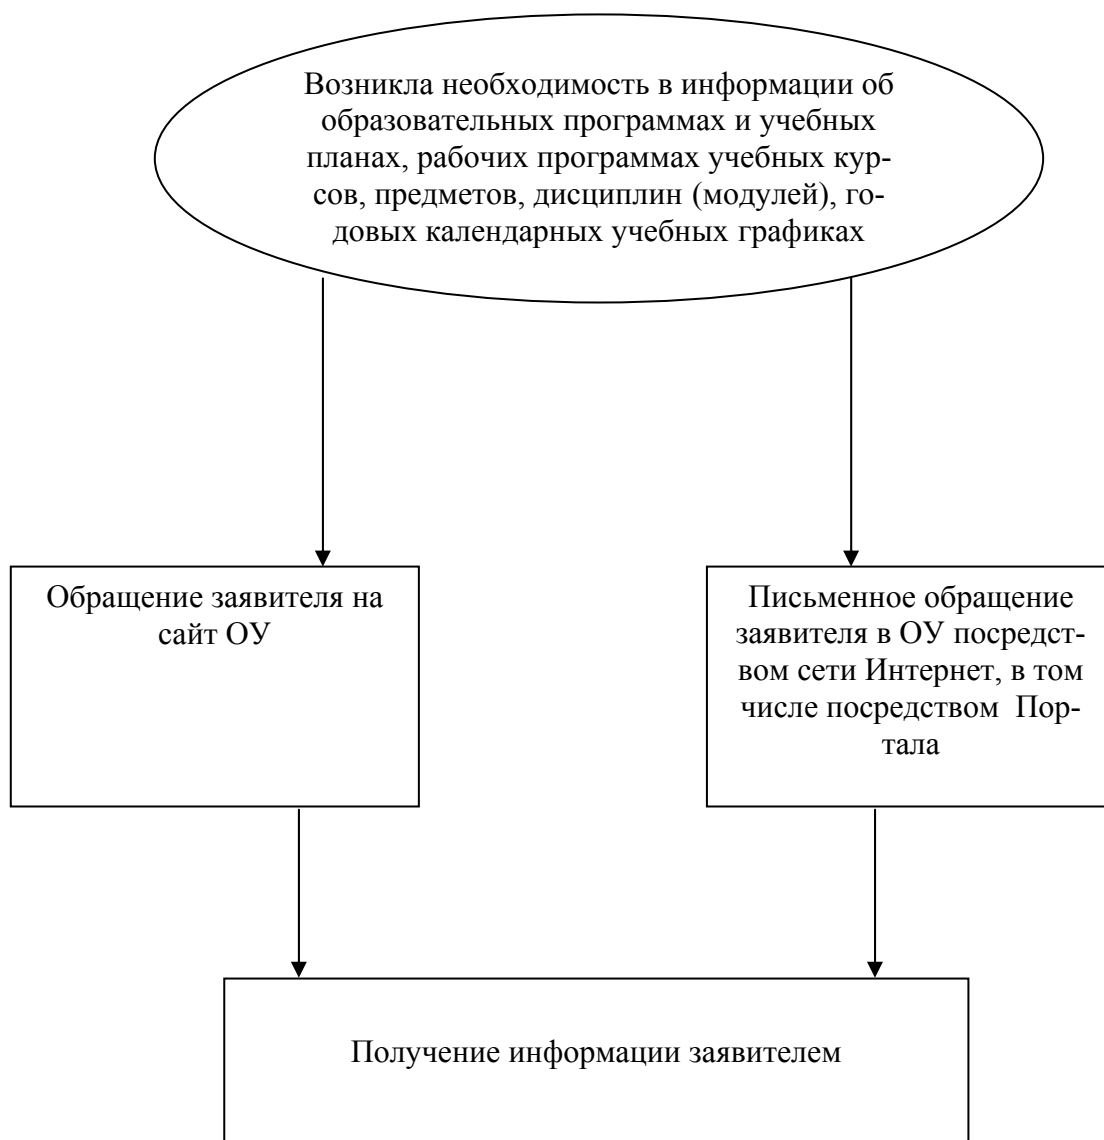 Возникла необходимость в информации об
образовательных программах и учебных
планах, рабочих программах учебных кур-
сов, предметов, дисциплин (модулей), го-
довых календарных учебных графиках
Обращение заявителя на
сайт ОУ
Письменное обращение
заявителя в ОУ посредст-
вом сети Интернет, в том
числе посредством  Пор-
тала
Получение информации заявителем